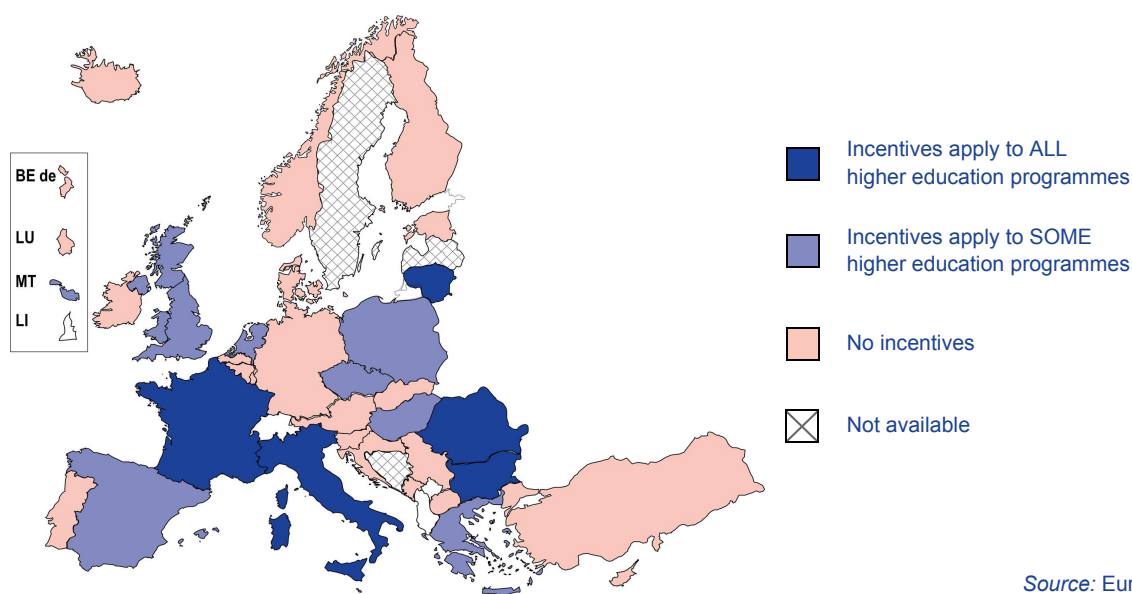 BE de
LU
MT
LI
Incentives apply to ALL
higher education programmes
Incentives apply to SOME
higher education programmes
No incentives
Not available
Source: Eur